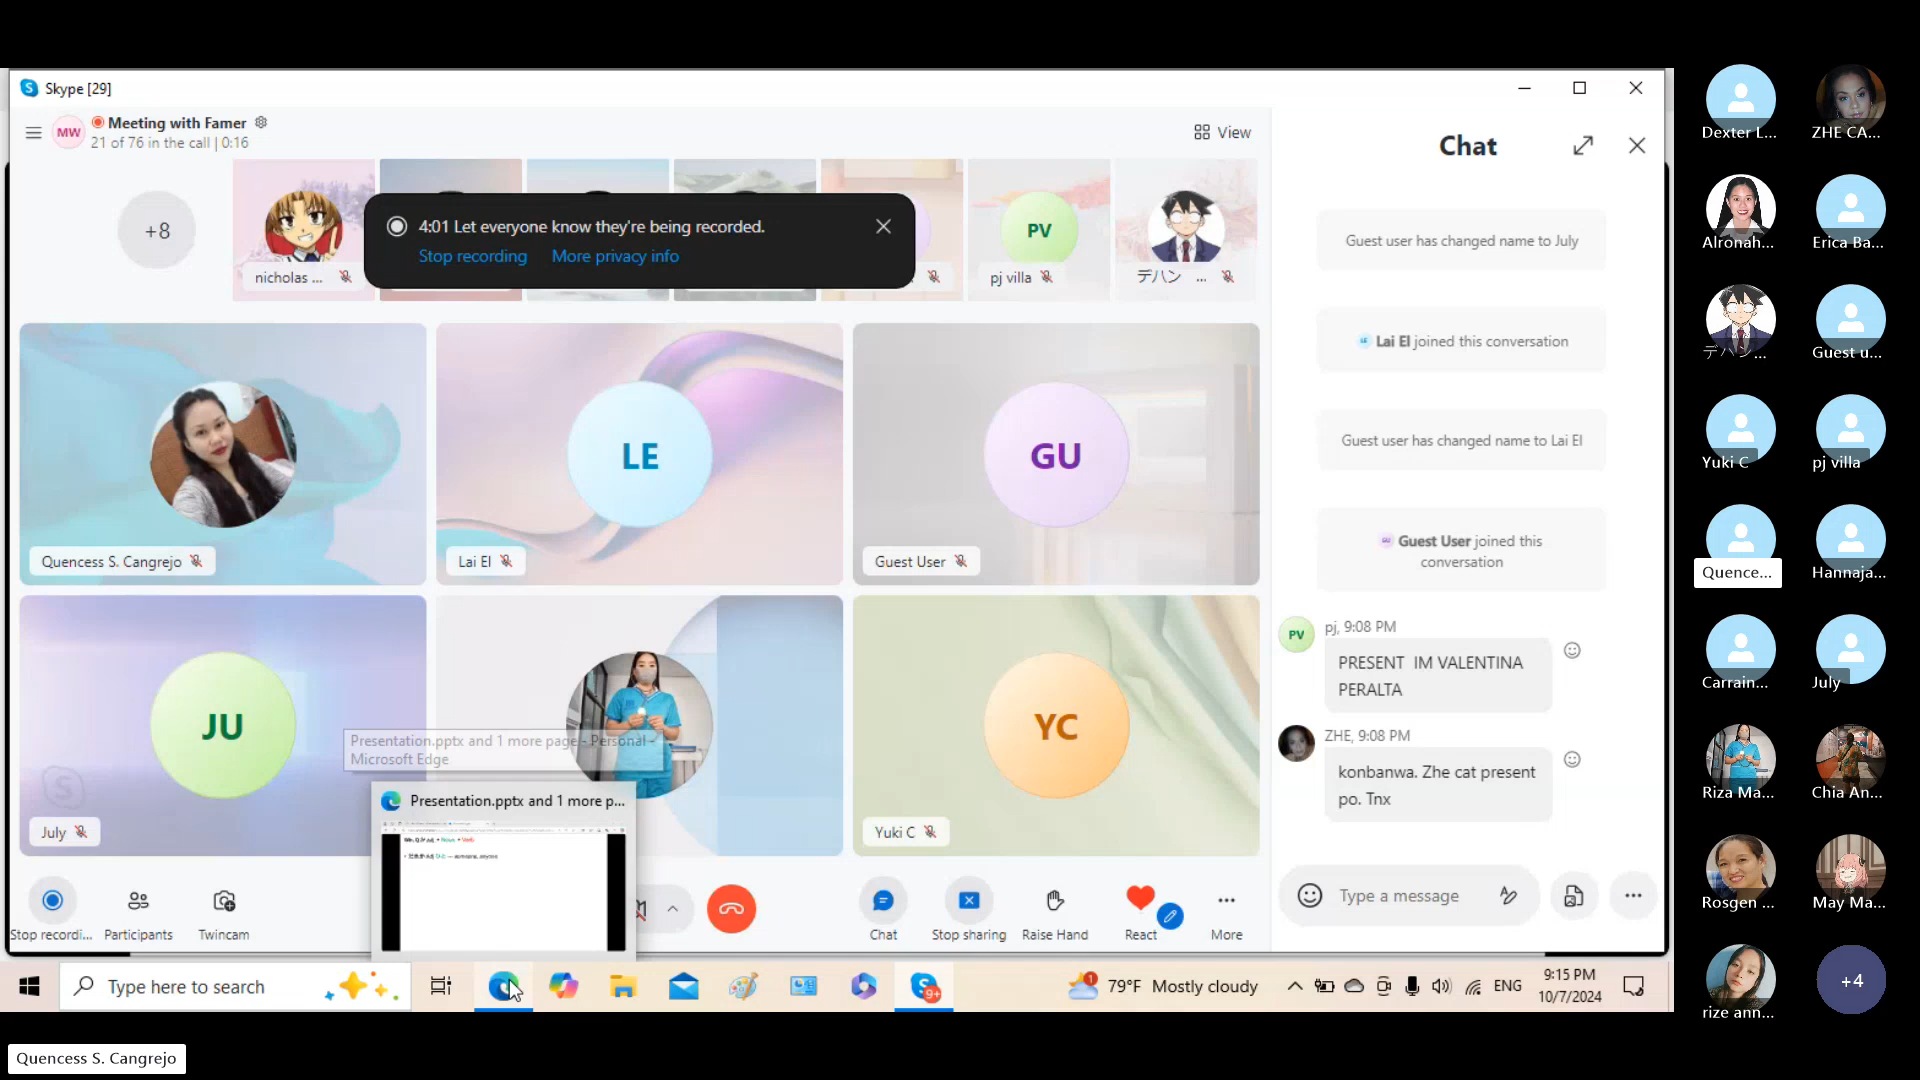 Skype [29]
MW
Meeting with Famer
21 of 76 in the call | 0:16
View
+8
nicholas ...
4:01 Let everyone know they're being recorded.
Stop recording
More privacy info
PV
pj villa
デハン ...
Quencess S. Cangrejo
LE
Lai El
GU
Guest User
JU
July
YC
Yuki C
Presentation.pptx and 1 more page - Personal -
Microsoft Edge
Presentation.pptx and 1 more p...
Stop recordi...
Participants
Twincam
Chat
Stop sharing
Raise Hand
React
More
Chat
Guest user has changed name to July
LE
Lai El joined this conversation
Guest user has changed name to Lai El
GU
Guest User joined this
conversation
PV
pj, 9:08 PM
PRESENT IM VALENTINA
PERALTA
ZHE, 9:08 PM
konbanwa. Zhe cat present
po. Tnx
Type a message
Type here to search
9+
1
79°F Mostly cloudy
ENG
9:15 PM
10/7/2024
Dexter L...
ZHE CA...
Alronah...
Erica Ba...
デハン...
Guest u...
Yuki C
pj villa
Quence...
Hannaja...
Carrain...
July
Riza Ma...
Chia An...
Rosgen ...
May Ma...
rize ann...
+4
Quencess S. Cangrejo